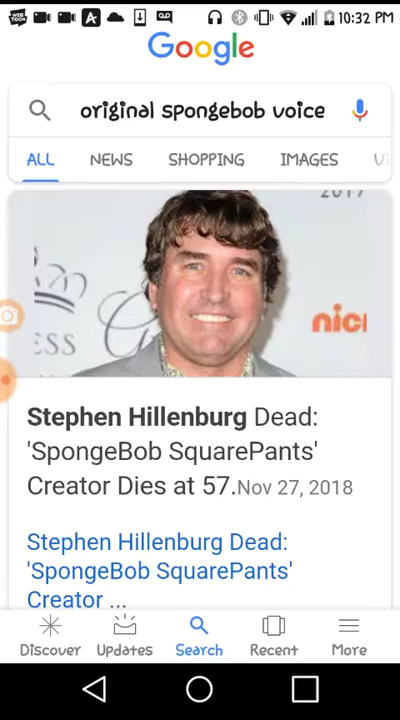 10:32 PM
Google
original spongebob voice
ALL NEWS SHOPPING IMAGES
2017
ESS
nick
Stephen Hillenburg Dead:
'SpongeBob SquarePants'
Creator Dies at 57. Nov 27, 2018
Stephen Hillenburg Dead:
'SpongeBob SquarePants'
Creator ...
Discover Updates Search Recent More